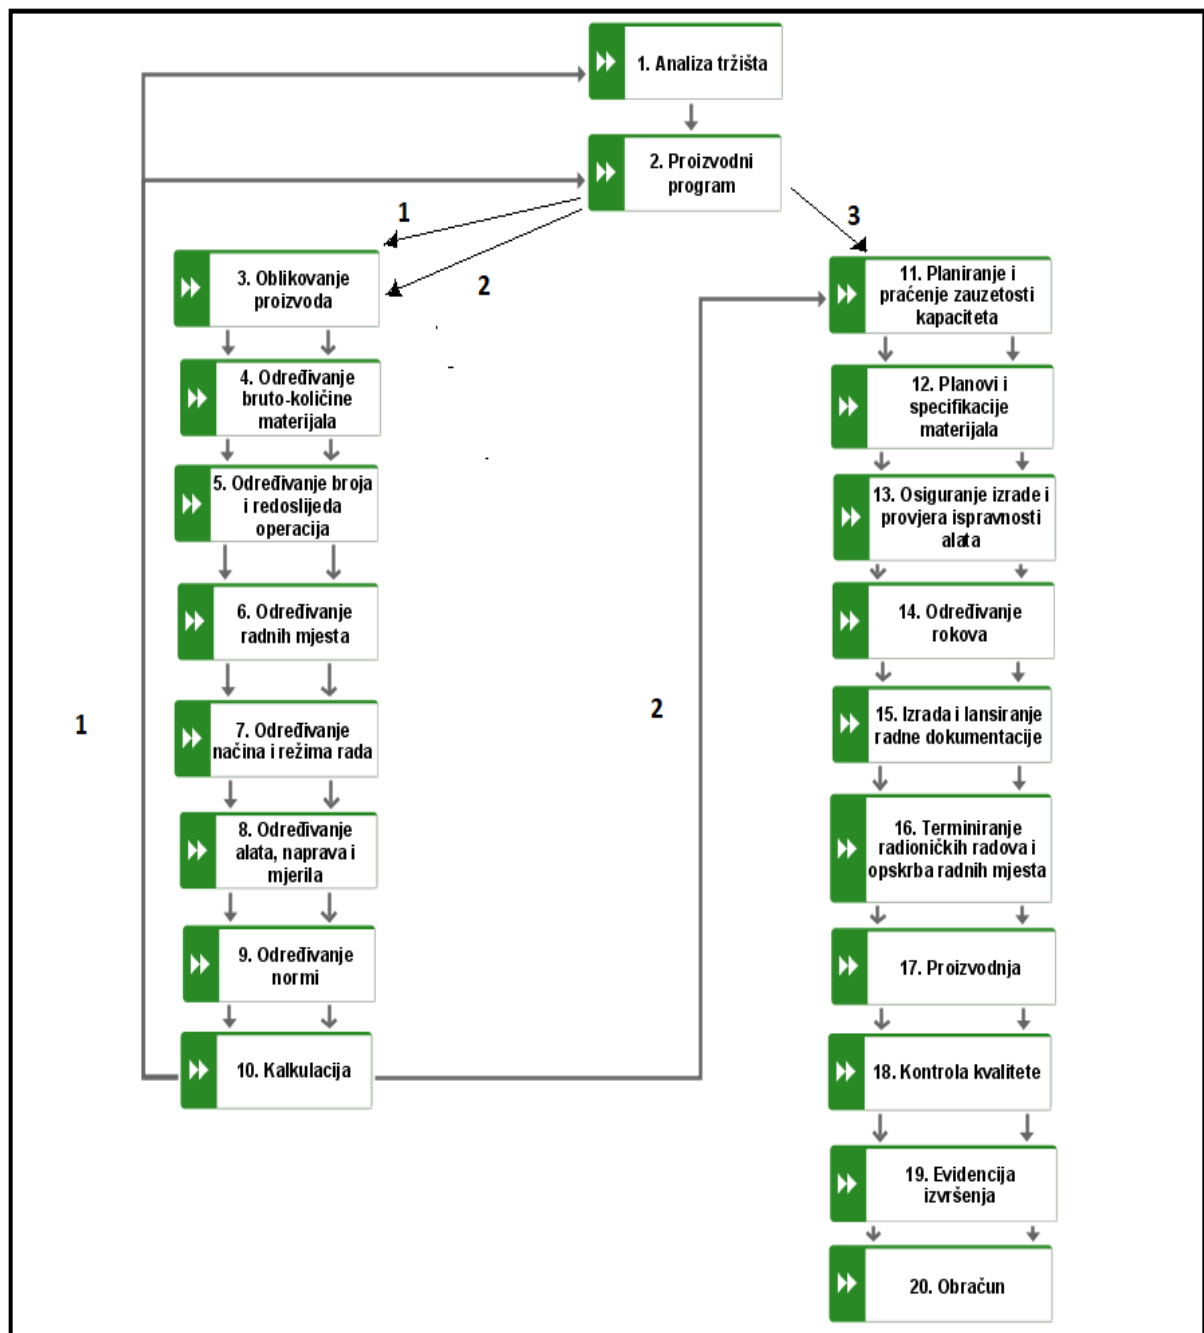 1. Analiza tržišta
2. Proizvodni
program
1
2
3
3. Oblikovanje
proizvoda
4. Određivanje
bruto-količine
materijala
5. Određivanje broja
i redoslijeda
operacija
6. Određivanje
radnih mjesta
7. Određivanje
načina i režima rada
8. Određivanje
alata, naprava i
mjerila
9. Određivanje
normi
10. Kalkulacija
1
2
11. Planiranje i
praćenje zauzetosti
kapaciteta
12. Planovi i
specifikacije
materijala
13. Osiguranje izrade i
provjera ispravnosti
alata
14. Određivanje
rokova
15. Izrada i lansiranje
radne dokumentacije
16. Terminiranje
radioničkih radova i
opskrba radnih mjesta
17. Proizvodnja
18. Kontrola kvalitete
19. Evidencija
izvršenja
20. Obračun